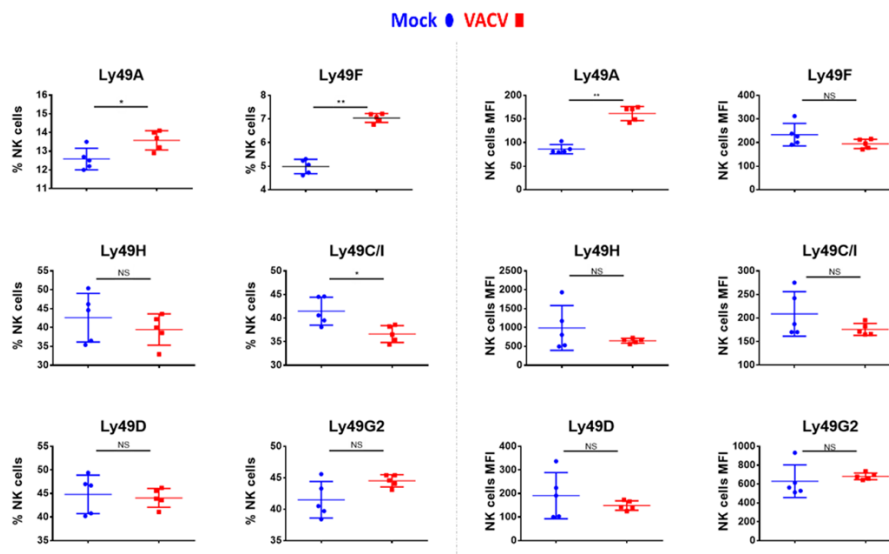 Mock VACV
Ly49A
% NK cells
16
15
14
13
12
11
*
Ly49F
% NK cells
8
7
6
5
4
**
Ly49A
NK cells MFI
200
150
100
50
0
**
Ly49F
NK cells MFI
400
300
200
100
0
NS
Ly49H
% NK cells
55
50
45
40
35
30
NS
Ly49C/I
% NK cells
50
45
40
35
30
*
Ly49H
NK cells MFI
2500
2000
1500
1000
500
0
NS
Ly49C/I
NK cells MFI
300
250
200
150
100
NS
Ly49D
% NK cells
55
50
45
40
35
NS
Ly49G2
% NK cells
50
45
40
35
NS
Ly49D
NK cells MFI
400
300
200
100
0
NS
Ly49G2
NK cells MFI
1000
800
600
400
200
0
NS